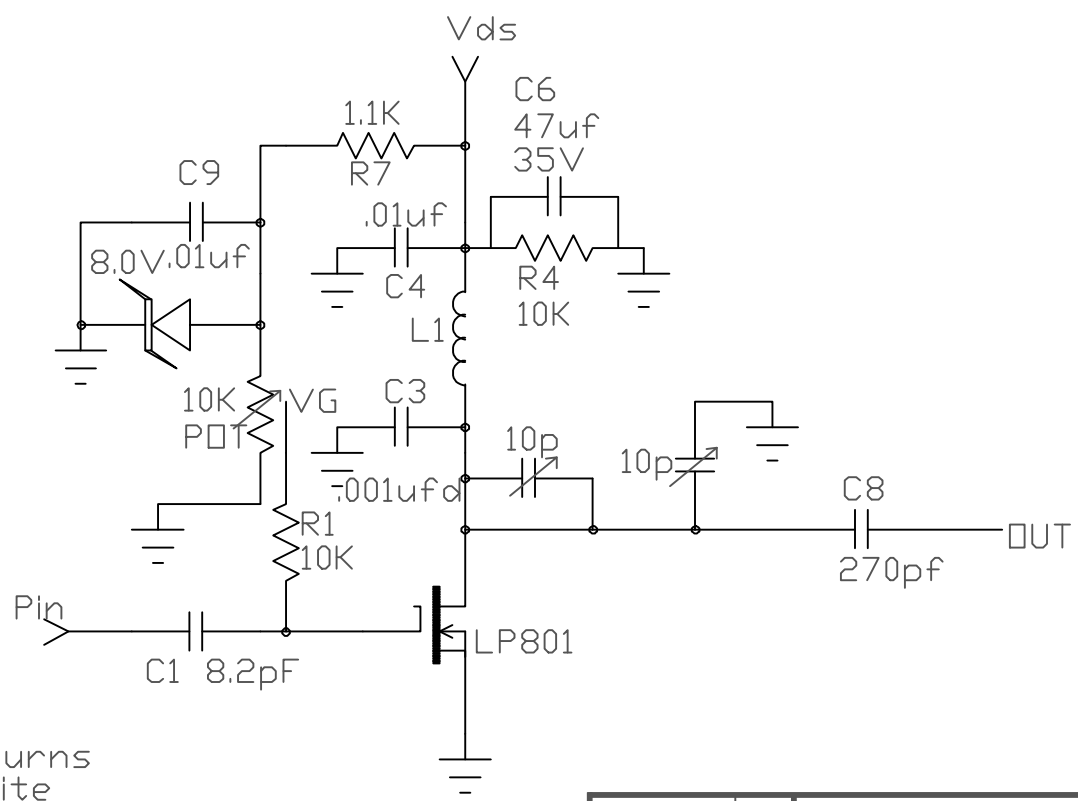 Vds
C6
47uf
35V
1.1K
R7
C9
.01uf
8.0V
.01uf
C4
R4
10K
L1
10K
POT
VG
C3
.001ufd
10p
10p
C8
270pf
OUT
R1
10K
Pin
C1 8.2pF
LP801
urns
ite